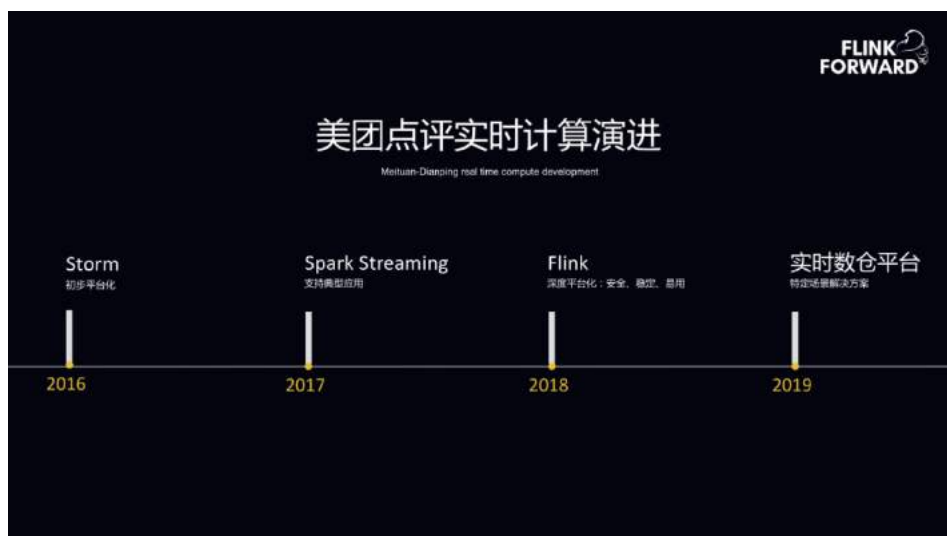 FLINK
FORWARD
美团点评实时计算演进
Meituan-Dianping real time compute development
Storm
初步平台化
Spark Streaming
支持典型应用
Flink
深度平台化：安全、稳定、易用
实时数仓平台
特定场景解决方案
2016
2017
2018
2019